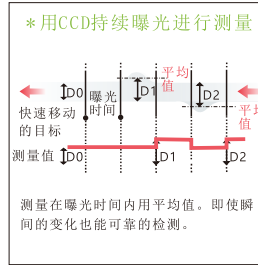 *用CCD持续曝光进行测量
平均
值
D0
曝光
时间
D1
D2
平均
值
快速移动
的目标
测量值
D0
D1
D2
测量在曝光时间内用平均值。即使瞬
间的变化也能可靠的检测。